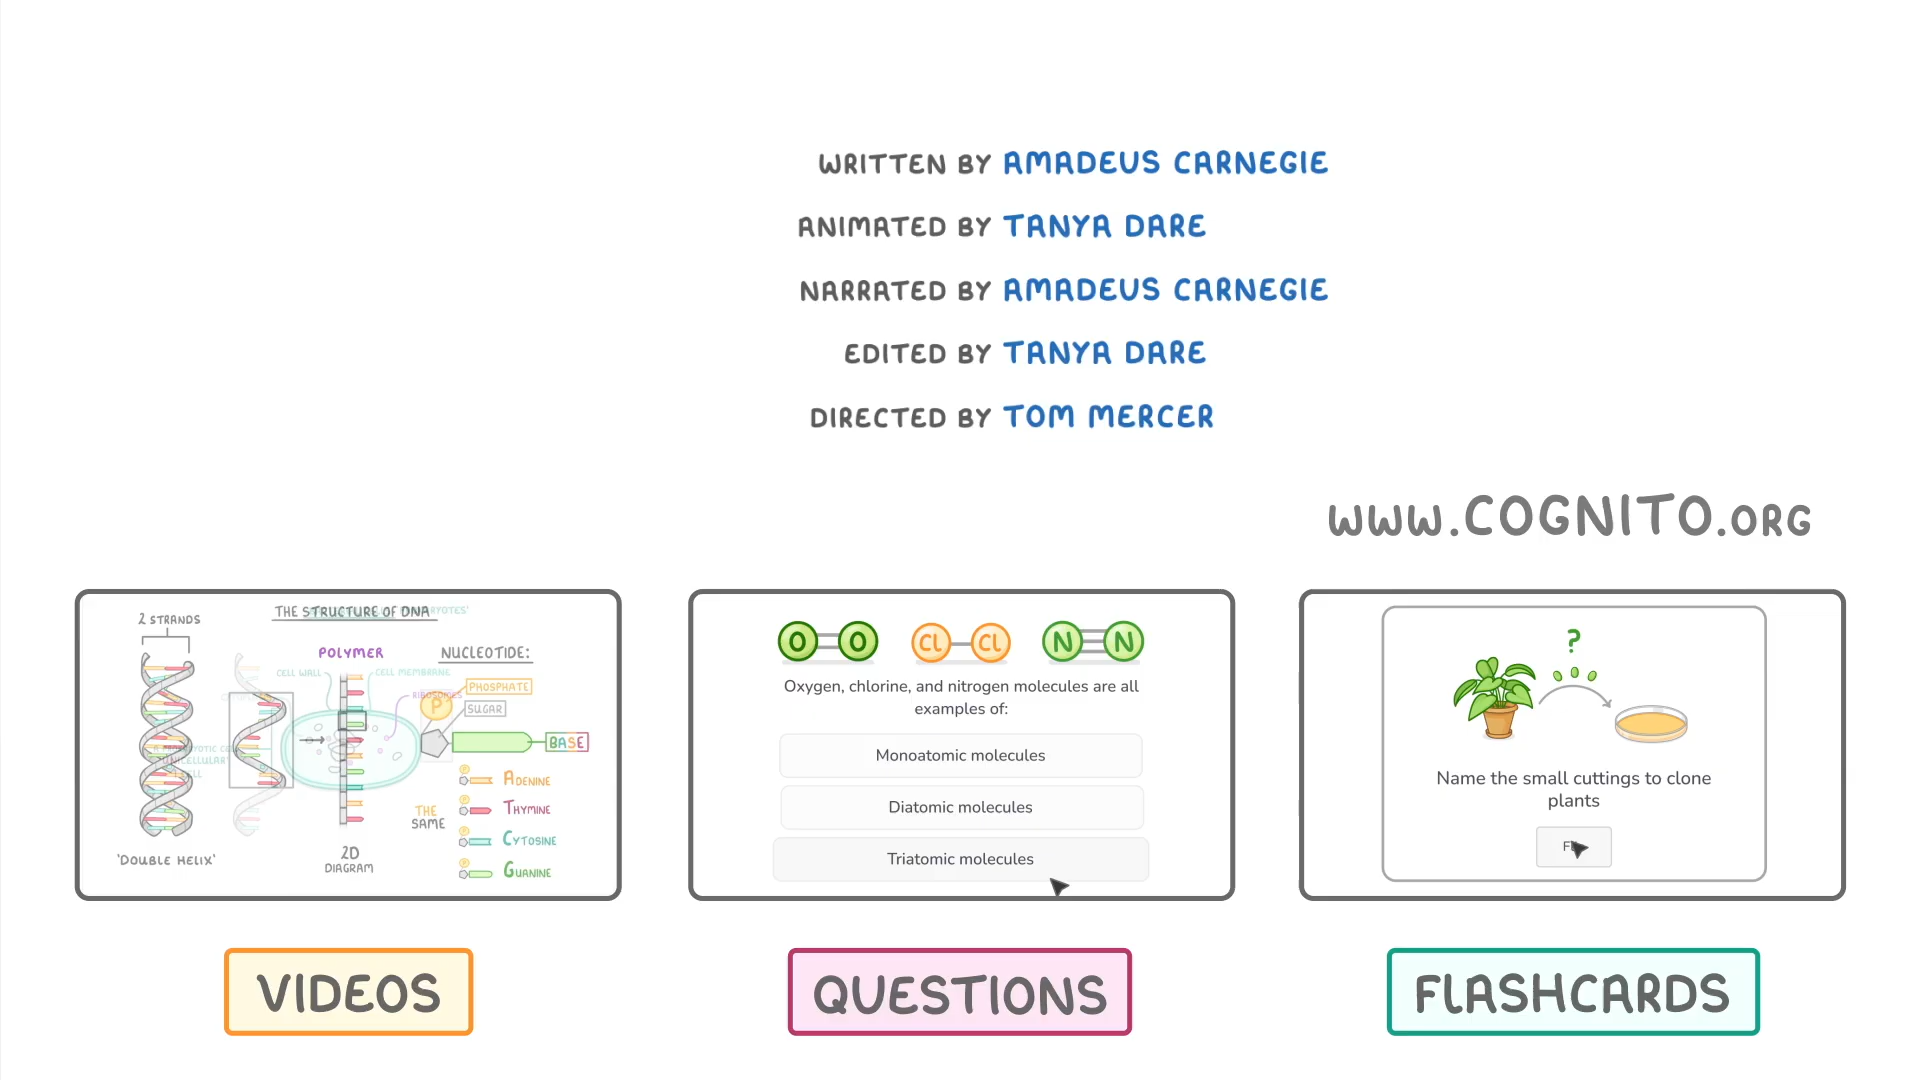 WRITTEN BY AMADEUS CARNEGIE
ANIMATED BY TANYA DARE
NARRATED BY AMADEUS CARNEGIE
EDITED BY TANYA DARE
DIRECTED BY TOM MERCER
WWW.COGNITO.ORG
THE STRUCTURE OF DNA
2 STRANDS
POLYMER
NUCLEOTIDE:
CELL WALL
CELL MEMBRANE
RIBOSOMES
PHOSPHATE
P
SUGAR
BASE
ADENINE
THYMINE
CYTOSINE
GUANINE
THE SAME
'DOUBLE HELIX'
2D
DIAGRAM
O O Cl Cl N N
Oxygen, chlorine, and nitrogen molecules are all
examples of:
Monoatomic molecules
Diatomic molecules
Triatomic molecules
?
Name the small cuttings to clone
plants
VIDEOS
QUESTIONS
FLASHCARDS